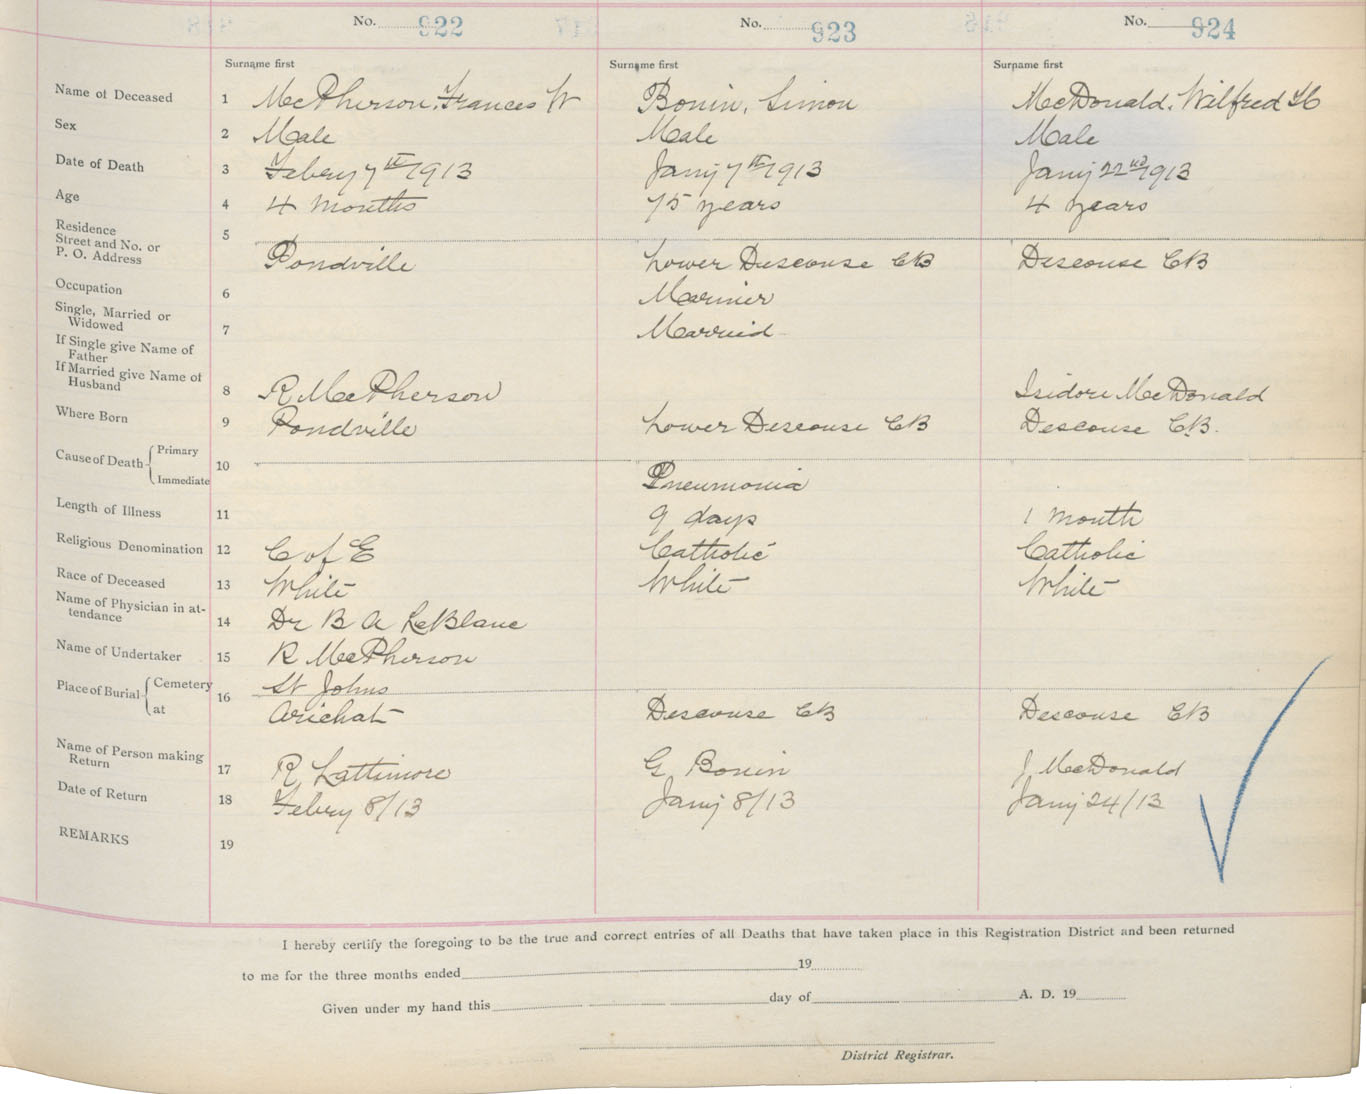 No. 922 No. 923 No. 924
Surname first Surname first Surname first
Name of Deceased 1 McPherson, Frances W Bonin, Simon McDonald, Wilfred H
Sex 2 Male Male Male
Date of Death 3 Febry 7th 1913 Jany 7th 1913 Jany 22nd 1913
Age 4 4 months 75 years 4 years
Residence 5
Street and No. or
P. O. Address Pondville Lower Descouse CB Descouse CB
Occupation 6 Mariner
Single, Married or
Widowed 7 Married
If Single give Name of
Father
If Married give Name of
Husband 8 R McPherson Isidore McDonald
Where Born 9 Pondville Lower Descouse CB Descouse CB.
Cause of Death Primary 10
Immediate Pneumonia
Length of Illness 11 9 days 1 month
Religious Denomination 12 C of E Catholic Catholic
Race of Deceased 13 White White White
Name of Physician in at-
tendance 14 Dr B A LeBlanc
Name of Undertaker 15 R McPherson
Place of Burial Cemetery 16 St Johns
at Arichat Descouse CB Descouse CB
Name of Person making
Return 17 R Lattimore G Bonin J McDonald
Date of Return 18 Febry 8/13 Jany 8/13 Jany 24/13
REMARKS 19
I hereby certify the foregoing to be the true and correct entries of all Deaths that have taken place in this Registration District and been returned
to me for the three months ended 19
Given under my hand this day of A. D. 19
District Registrar.